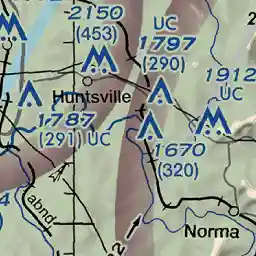 2150
(453)
UC
1797
(290)
1912
UC
Huntsville
1787
(291) UC
1670
(320)
abnd
Norma